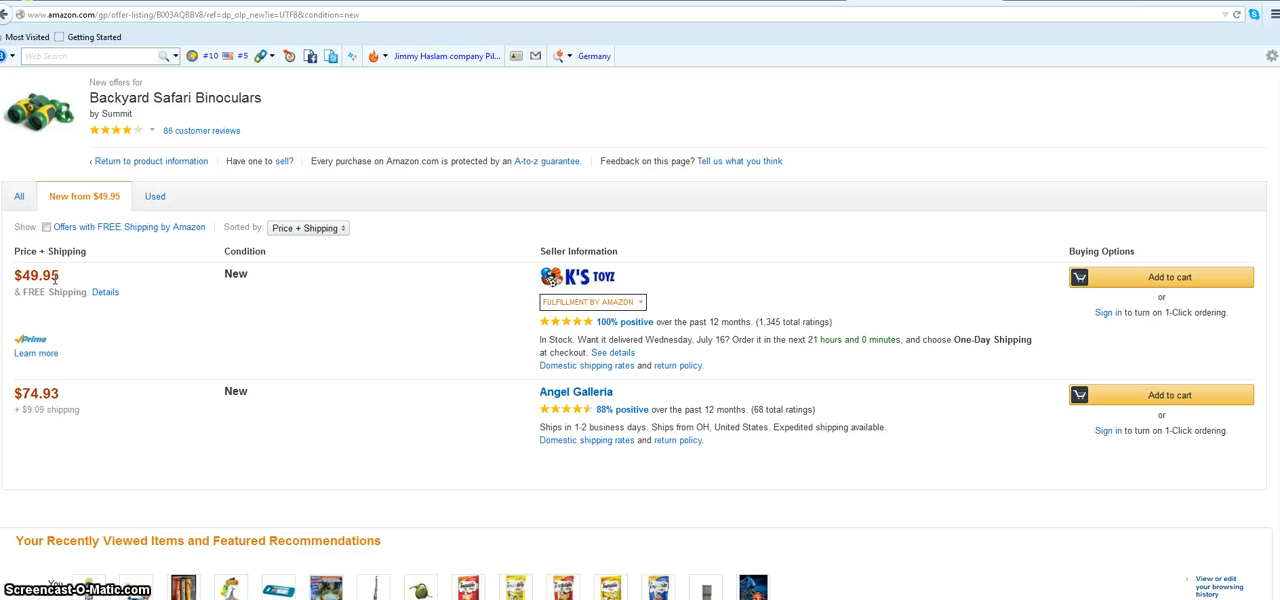 www.amazon.com/gp/offer-listing/B003AQBBV8/ref=dp_olp_new?ie=UTF8&condition=new
Most Visited Getting Started
Web Search #10 #5 Jimmy Haslam company Pil... Germany
New offers for
Backyard Safari Binoculars
by Summit
86 customer reviews
‹ Return to product information Have one to sell? Every purchase on Amazon.com is protected by an A-to-z guarantee. Feedback on this page? Tell us what you think
All New from $49.95 Used
Show Offers with FREE Shipping by Amazon Sorted by: Price + Shipping
Price + Shipping Condition Seller Information Buying Options
$49.95 New K'S TOYZ Add to cart
& FREE Shipping. Details
or
FULFILLMENT BY AMAZON
Sign in to turn on 1-Click ordering.
100% positive over the past 12 months. (1,345 total ratings)
Prime
In Stock. Want it delivered Wednesday, July 16? Order it in the next 21 hours and 0 minutes, and choose One-Day Shipping
at checkout. See details
Learn more
Domestic shipping rates and return policy.
$74.93 New Angel Galleria Add to cart
+ $9.09 shipping
88% positive over the past 12 months. (68 total ratings)
or
Ships in 1-2 business days. Ships from OH, United States. Expedited shipping available.
Sign in to turn on 1-Click ordering.
Domestic shipping rates and return policy.
Your Recently Viewed Items and Featured Recommendations
You
View or edit
your browsing
history
Screencast-O-Matic.com